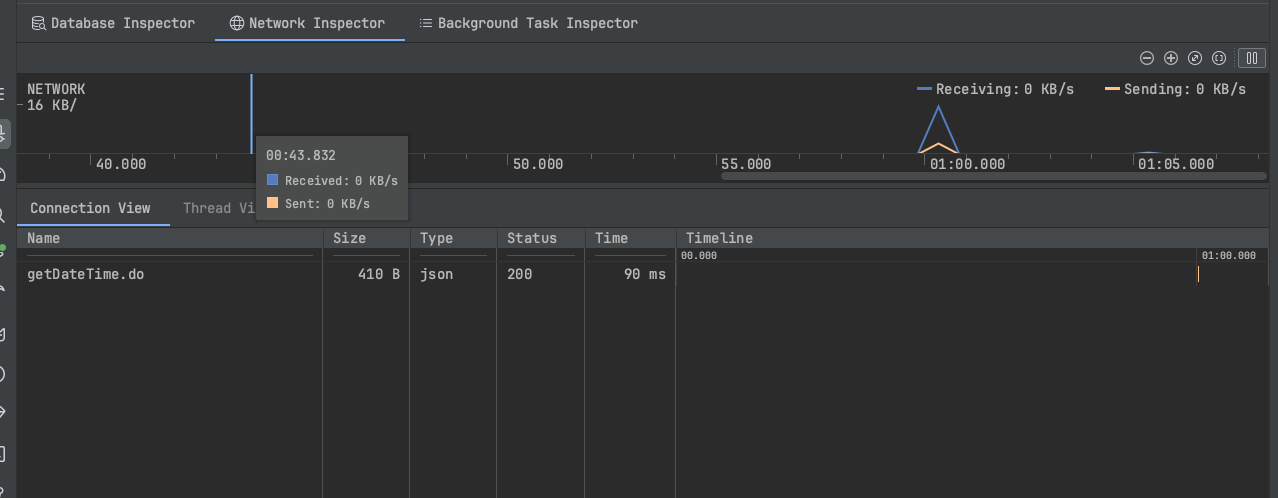 Database Inspector Network Inspector Background Task Inspector
NETWORK Receiving: 0 KB/s Sending: 0 KB/s
16 KB/
00:43.832
Received: 0 KB/s
Sent: 0 KB/s
40.000 50.000 55.000 01:00.000 01:05.000
Connection View Thread Vi
Name Size Type Status Time Timeline
00.000 01:00.000
getDateTime.do 410 B json 200 90 ms